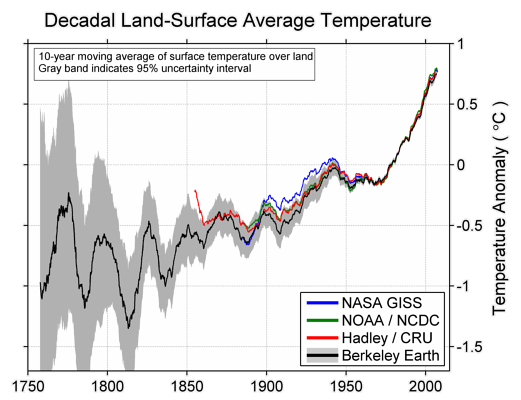 Decadal Land-Surface Average Temperature
10-year moving average of surface temperature over land
Gray band indicates 95% uncertainty interval
1
0.5
0
-0.5
-1
-1.5
Temperature Anomaly ( °C )
NASA GISS
NOAA / NCDC
Hadley / CRU
Berkeley Earth
1750 1800 1850 1900 1950 2000